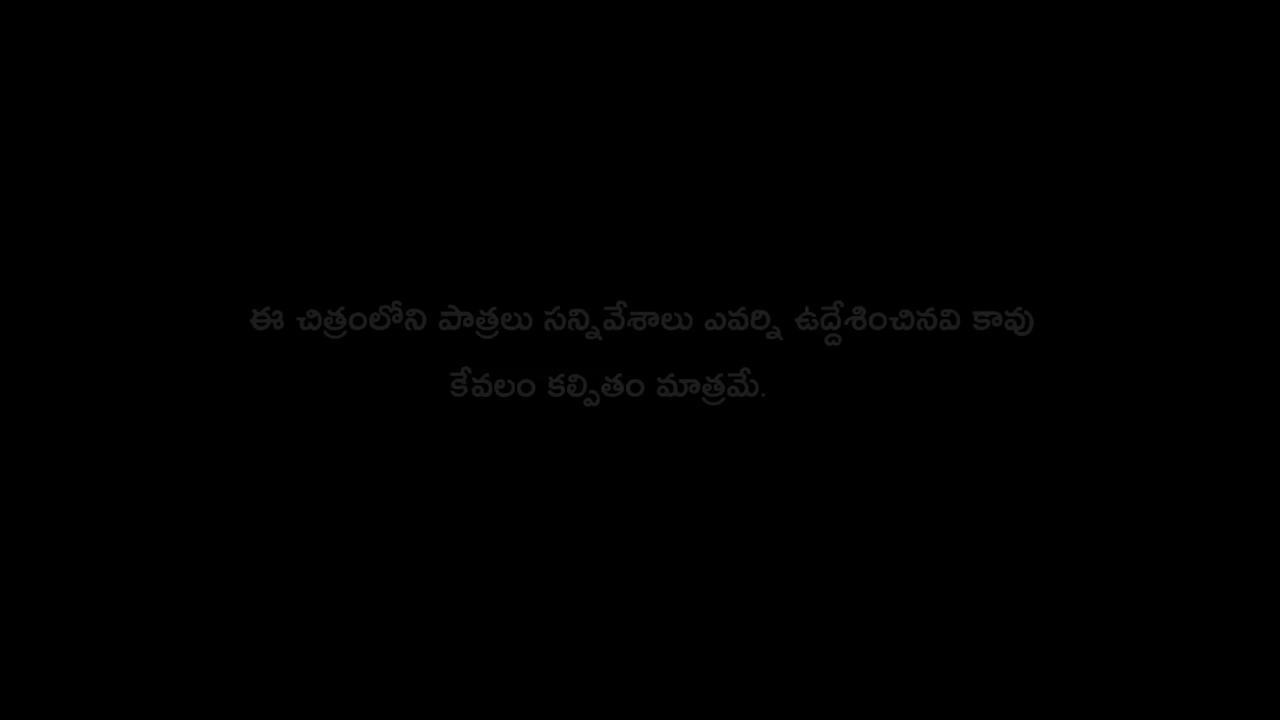 ఈ చిత్రంలోని పాత్రలు సన్నివేశాలు ఎవర్ని ఉద్దేశించినవి కావు
కేవలం కల్పితం మాత్రమే.